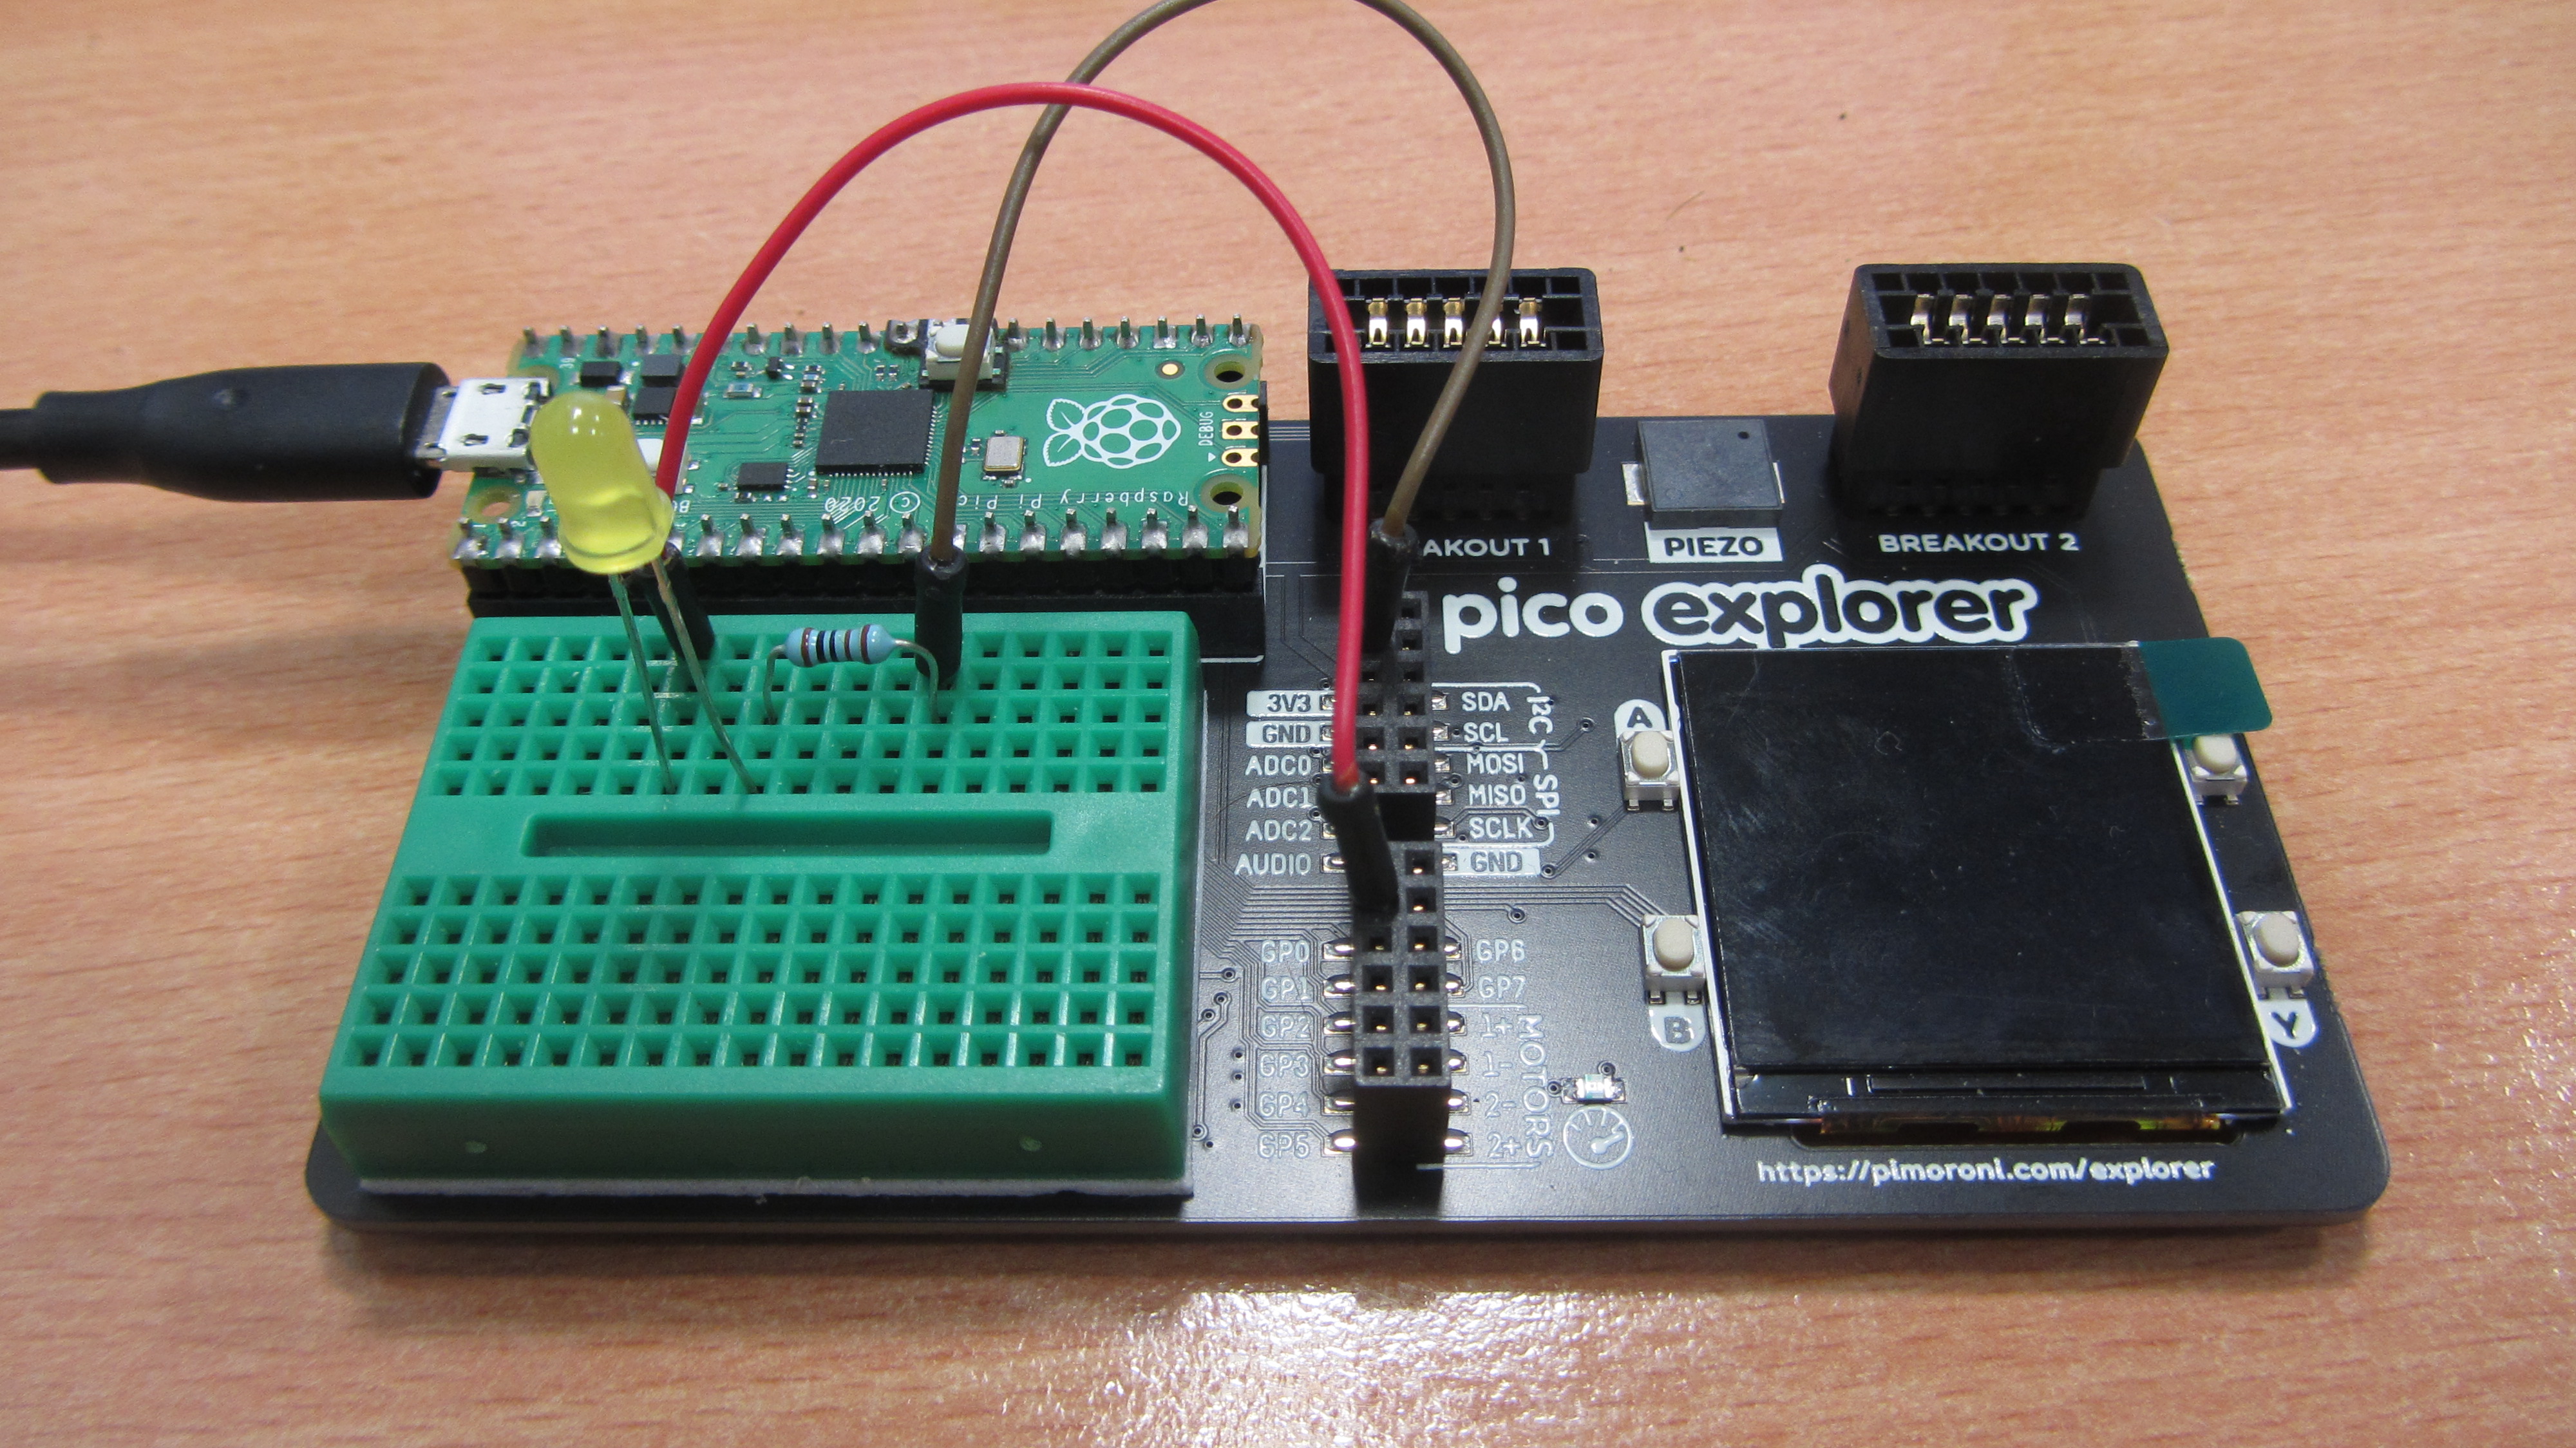 DEBUG
Raspberry Pi Pic
© 2020
BO
AKOUT 1
PIEZO
BREAKOUT 2
pico explorer
3V3
SDA
GND
SCL
I2C
ADC0
MOSI
ADC1
MISO
SPI
ADC2
SCLK
AUDIO
GND
A
GP0
GP6
GP1
GP7
GP2
1+
GP3
1-
GP4
2-
GP5
2+
MOTORS
B
Y
https://pimoroni.com/explorer